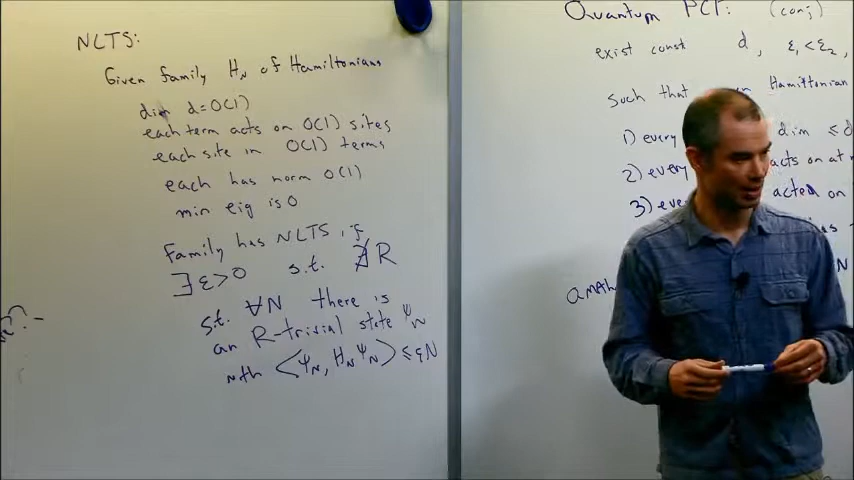 NLTS:
Given family H_N of Hamiltonians
dim d=O(1)
each term acts on O(1) sites
each site in O(1) terms
each has norm O(1)
min eig is 0
Family has NLTS if
∃ε>0 s.t. ∄R
s.t. ∀N there is
an R-trivial state Ψ_N
with ⟨Ψ_N, H_N Ψ_N⟩ ≤ εN
Quantum PCP: (conj)
exist const d, ε₁<ε₂,
such that Hamiltonian
1) every dim ≤ d
2) every acts on at
3) acted on
N